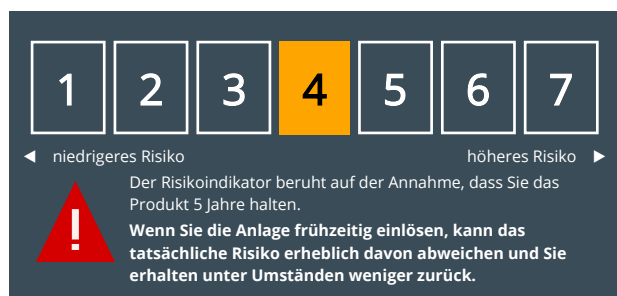 1 2 3 4 5 6 7
◄ niedrigeres Risiko höheres Risiko ►
Der Risikoindikator beruht auf der Annahme, dass Sie das
Produkt 5 Jahre halten.
!
Wenn Sie die Anlage frühzeitig einlösen, kann das
tatsächliche Risiko erheblich davon abweichen und Sie
erhalten unter Umständen weniger zurück.